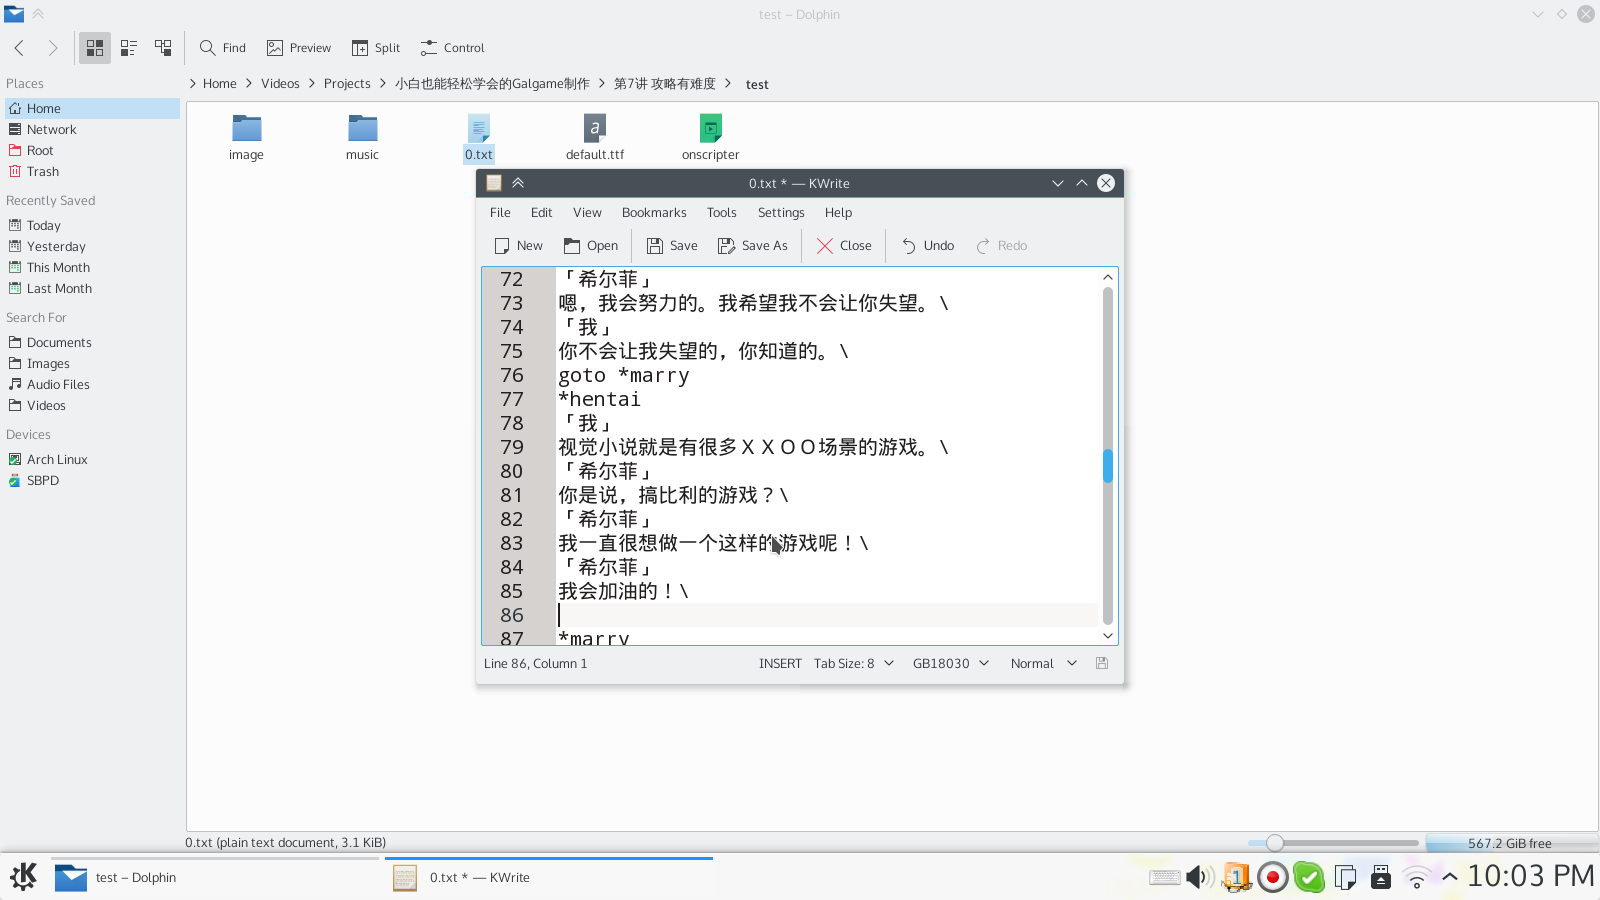 test – Dolphin
Find
Preview
Split
Control
Places
Home
Network
Root
Trash
Recently Saved
Today
Yesterday
This Month
Last Month
Search For
Documents
Images
Audio Files
Videos
Devices
Arch Linux
SBPD
Home
Videos
Projects
小白也能轻松学会的Galgame制作
第7讲 攻略有难度
test
image
music
0.txt
default.ttf
onscripter
0.txt * — KWrite
File Edit View Bookmarks Tools Settings Help
New Open Save Save As Close Undo Redo
72 「希尔菲」
73 嗯，我会努力的。我希望我不会让你失望。\
74 「我」
75 你不会让我失望的，你知道的。\
76 goto *marry
77 *hentai
78 「我」
79 视觉小说就是有很多ＸＸＯＯ场景的游戏。\
80 「希尔菲」
81 你是说，搞比利的游戏？\
82 「希尔菲」
83 我一直很想做一个这样的游戏呢！\
84 「希尔菲」
85 我会加油的！\
86
87 *marry
Line 86, Column 1
INSERT
Tab Size: 8
GB18030
Normal
0.txt (plain text document, 3.1 KiB)
567.2 GiB free
test – Dolphin
0.txt * — KWrite
1
10:03 PM